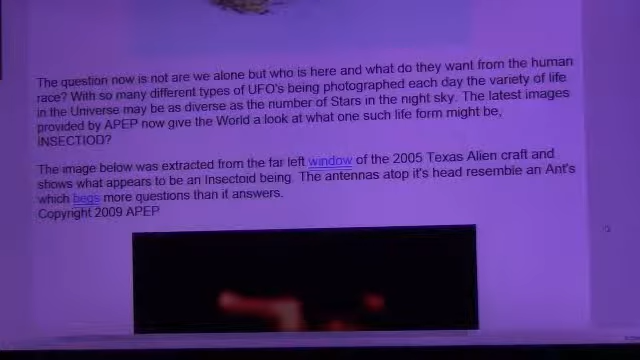 The question now is not are we alone but who is here and what do they want from the human
race? With so many different types of UFO's being photographed each day the variety of life
in the Universe may be as diverse as the number of Stars in the night sky. The latest images
provided by APEP now give the World a look at what one such life form might be,
INSECTIOD?
The image below was extracted from the far left window of the 2005 Texas Alien craft and
shows what appears to be an Insectoid being. The antennas atop it's head resemble an Ant's
which begs more questions than it answers.
Copyright 2009 APEP